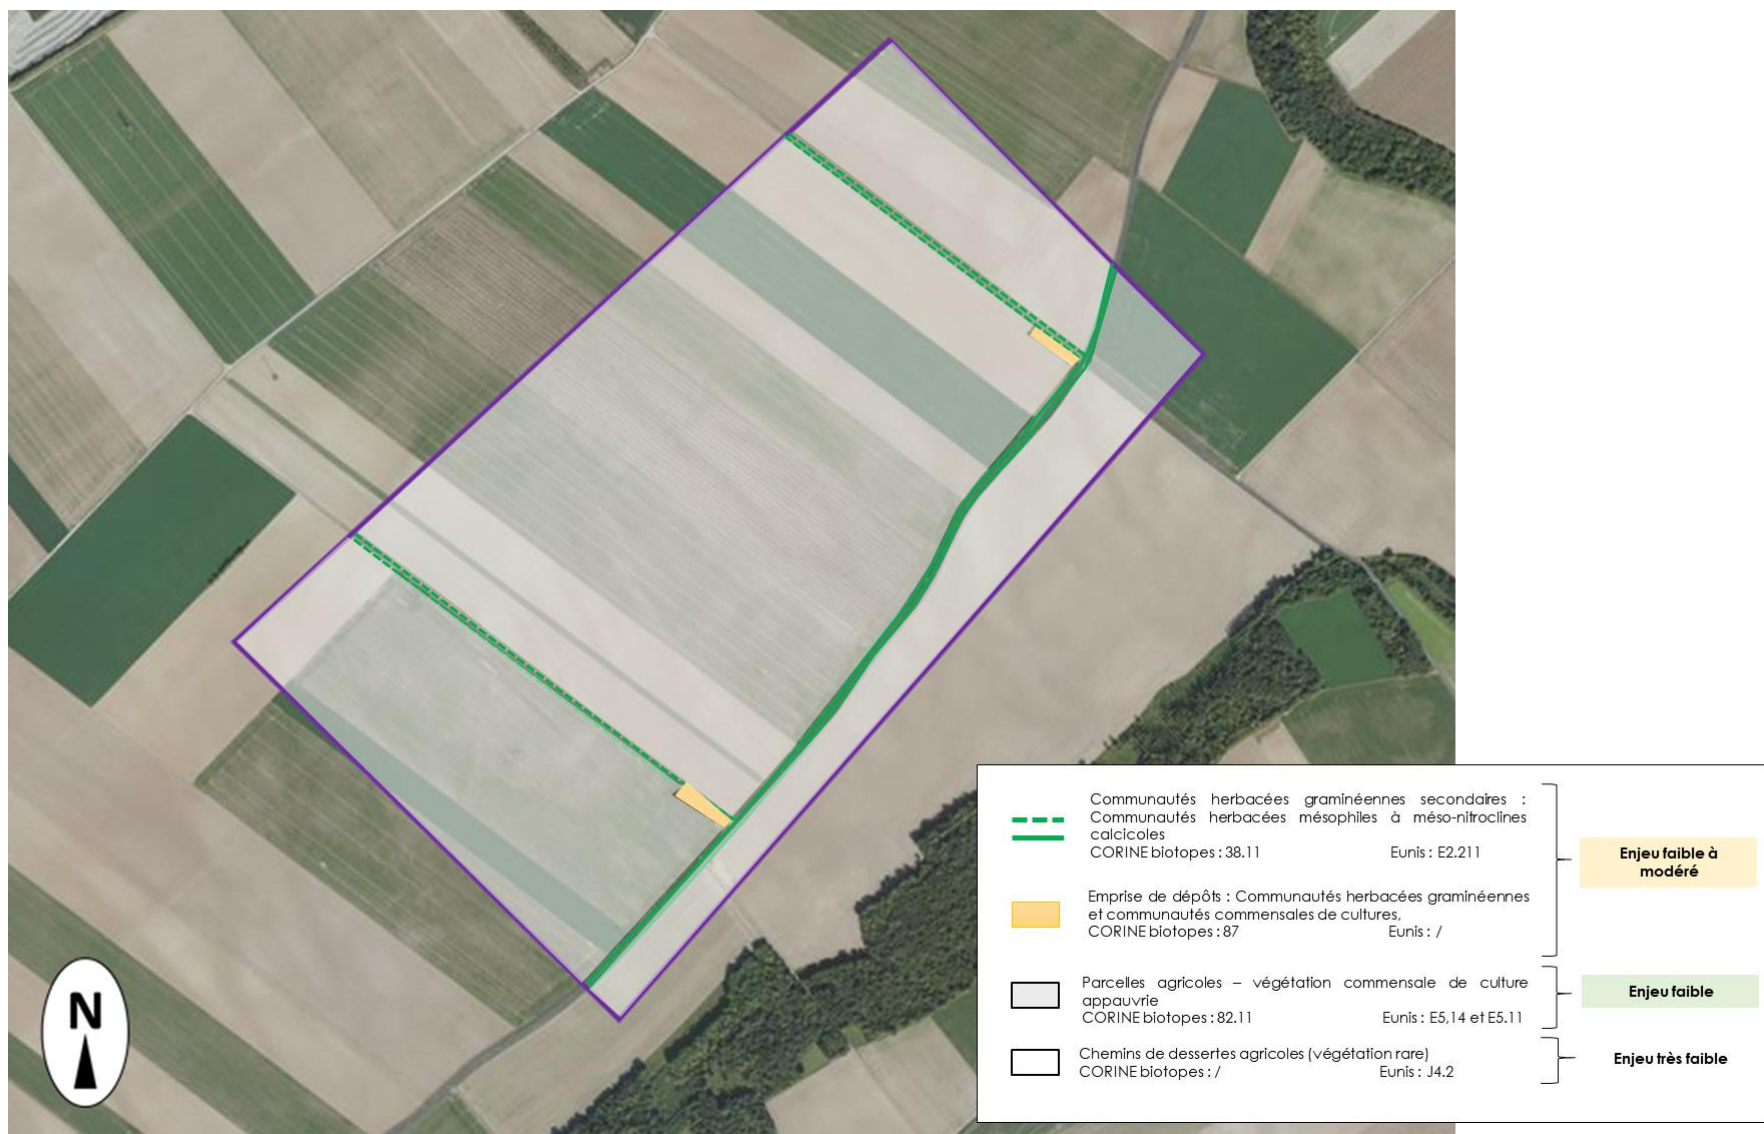 Communautés herbacées graminéennes secondaires :
Communautés herbacées mésophiles à méso-nitroclines
calcicoles
CORINE biotopes : 38.11 Eunis : E2.211
Enjeu faible à
modéré
Emprise de dépôts : Communautés herbacées graminéennes
et communautés commensales de cultures,
CORINE biotopes : 87 Eunis : /
Parcelles agricoles – végétation commensale de culture
appauvrie
CORINE biotopes : 82.11 Eunis : E5,14 et E5.11
Enjeu faible
Chemins de dessertes agricoles (végétation rare)
CORINE biotopes : / Eunis : J4.2
Enjeu très faible
N